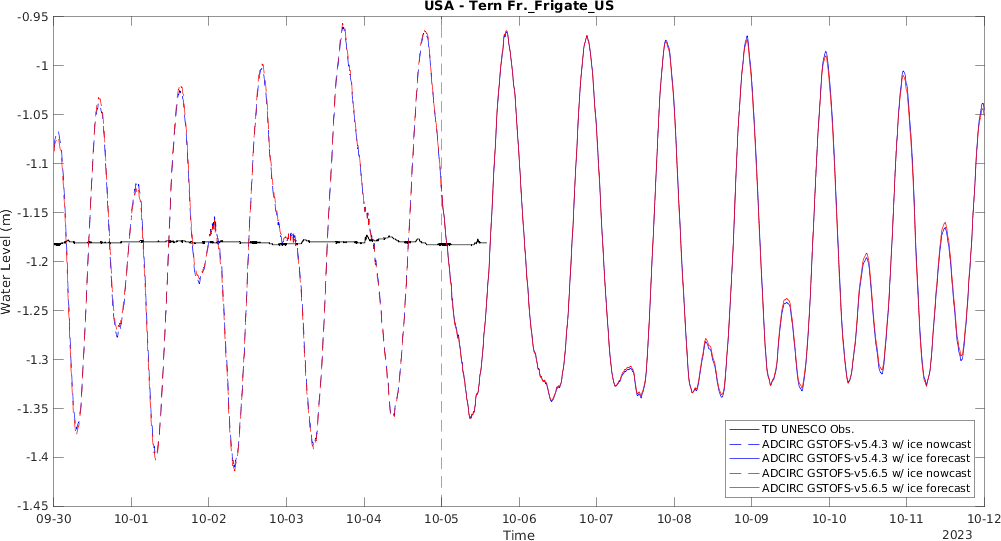 USA - Tern Fr._Frigate_US
-0.95
-1
-1.05
-1.1
-1.15
-1.2
-1.25
-1.3
-1.35
-1.4
-1.45
Water Level (m)
TD UNESCO Obs.
ADCIRC GSTOFS-v5.4.3 w/ ice nowcast
ADCIRC GSTOFS-v5.4.3 w/ ice forecast
ADCIRC GSTOFS-v5.6.5 w/ ice nowcast
ADCIRC GSTOFS-v5.6.5 w/ ice forecast
09-30 10-01 10-02 10-03 10-04 10-05 10-06 10-07 10-08 10-09 10-10 10-11 10-12
Time
2023